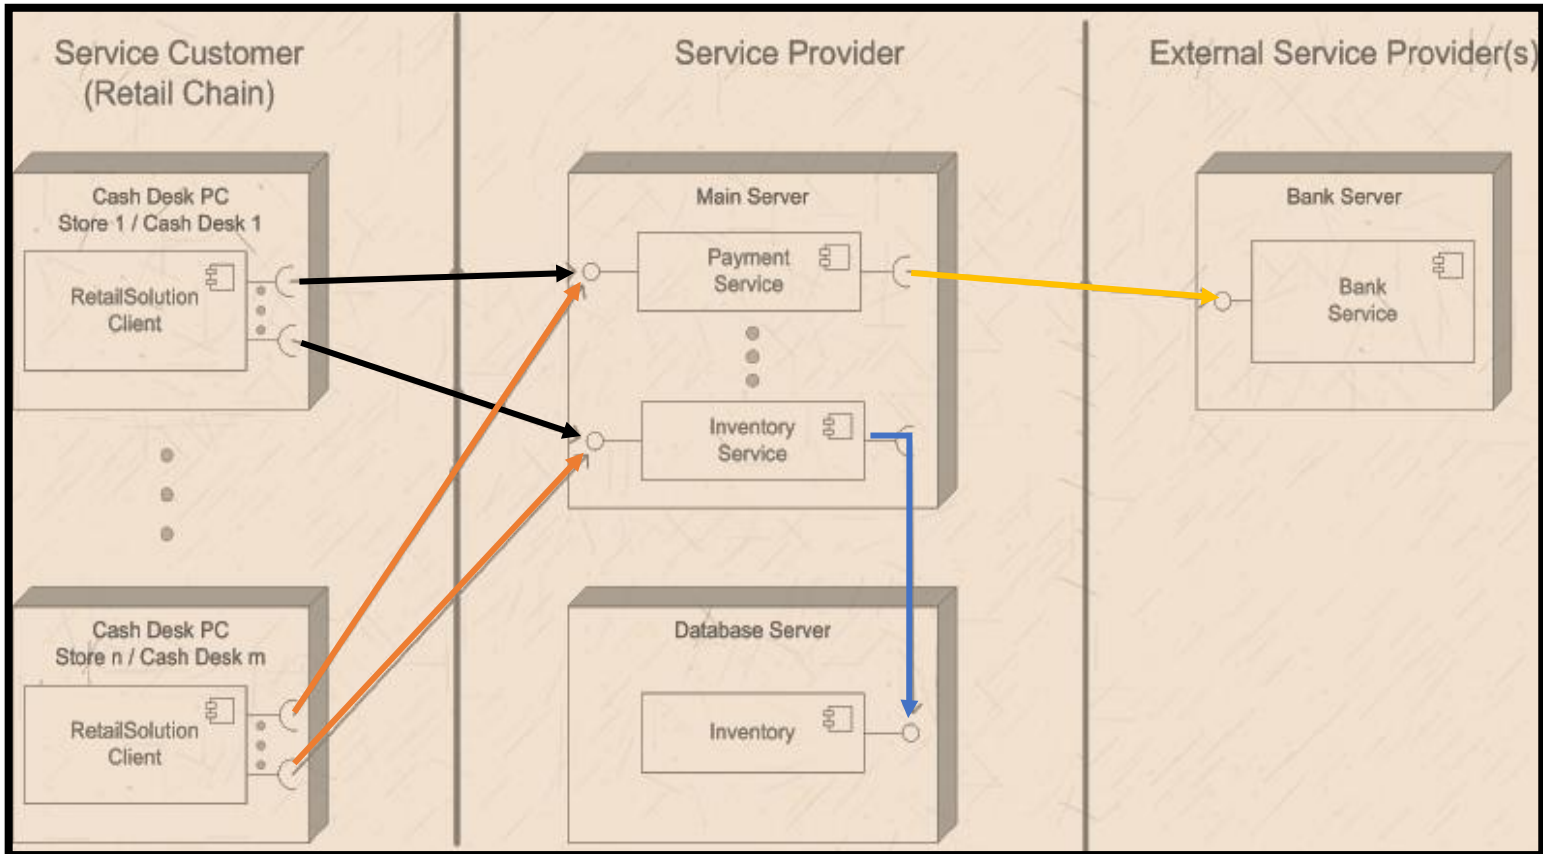 Service Customer
(Retail Chain)
Service Provider
External Service Provider(s)
Cash Desk PC
Store 1 / Cash Desk 1
RetailSolution
Client
Main Server
Payment
Service
Inventory
Service
Bank Server
Bank
Service
Cash Desk PC
Store n / Cash Desk m
RetailSolution
Client
Database Server
Inventory